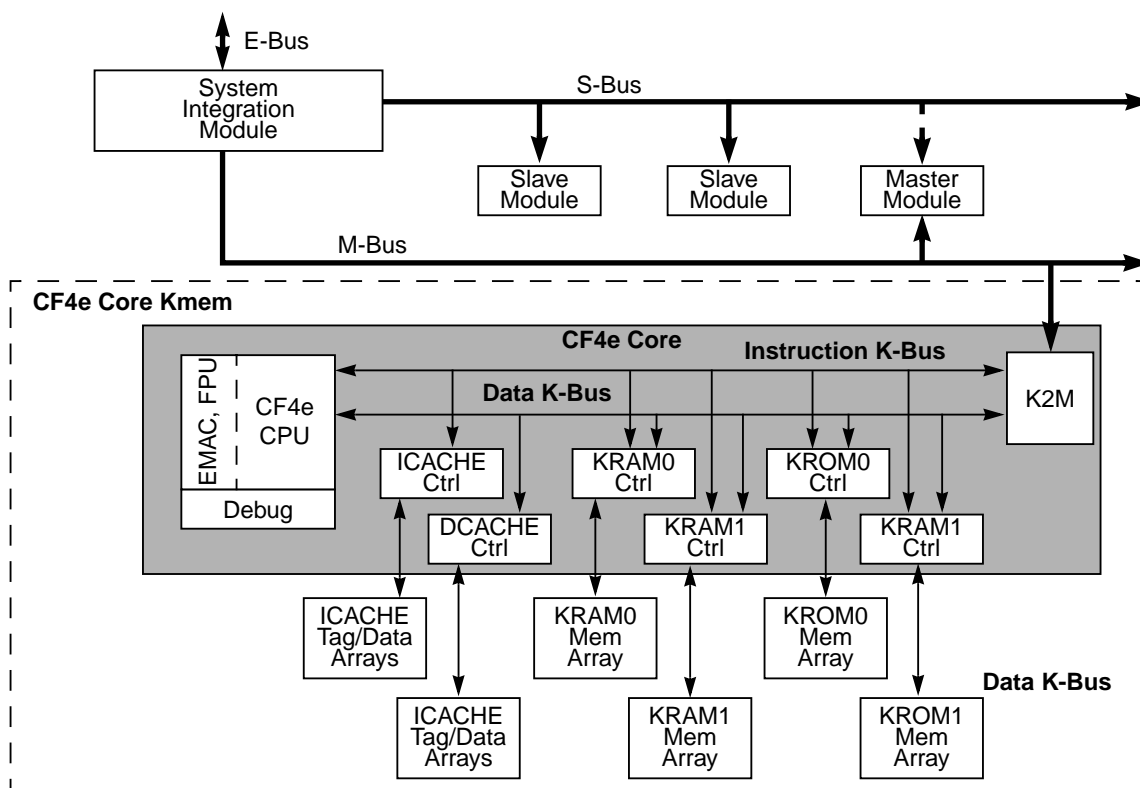 E-Bus
System
Integration
Module
S-Bus
Slave
Module
Slave
Module
Master
Module
M-Bus
CF4e Core Kmem
CF4e Core
Instruction K-Bus
Data K-Bus
EMAC, FPU
CF4e
CPU
Debug
K2M
ICACHE
Ctrl
KRAM0
Ctrl
KROM0
Ctrl
DCACHE
Ctrl
KRAM1
Ctrl
KRAM1
Ctrl
ICACHE
Tag/Data
Arrays
KRAM0
Mem
Array
KROM0
Mem
Array
Data K-Bus
ICACHE
Tag/Data
Arrays
KRAM1
Mem
Array
KROM1
Mem
Array